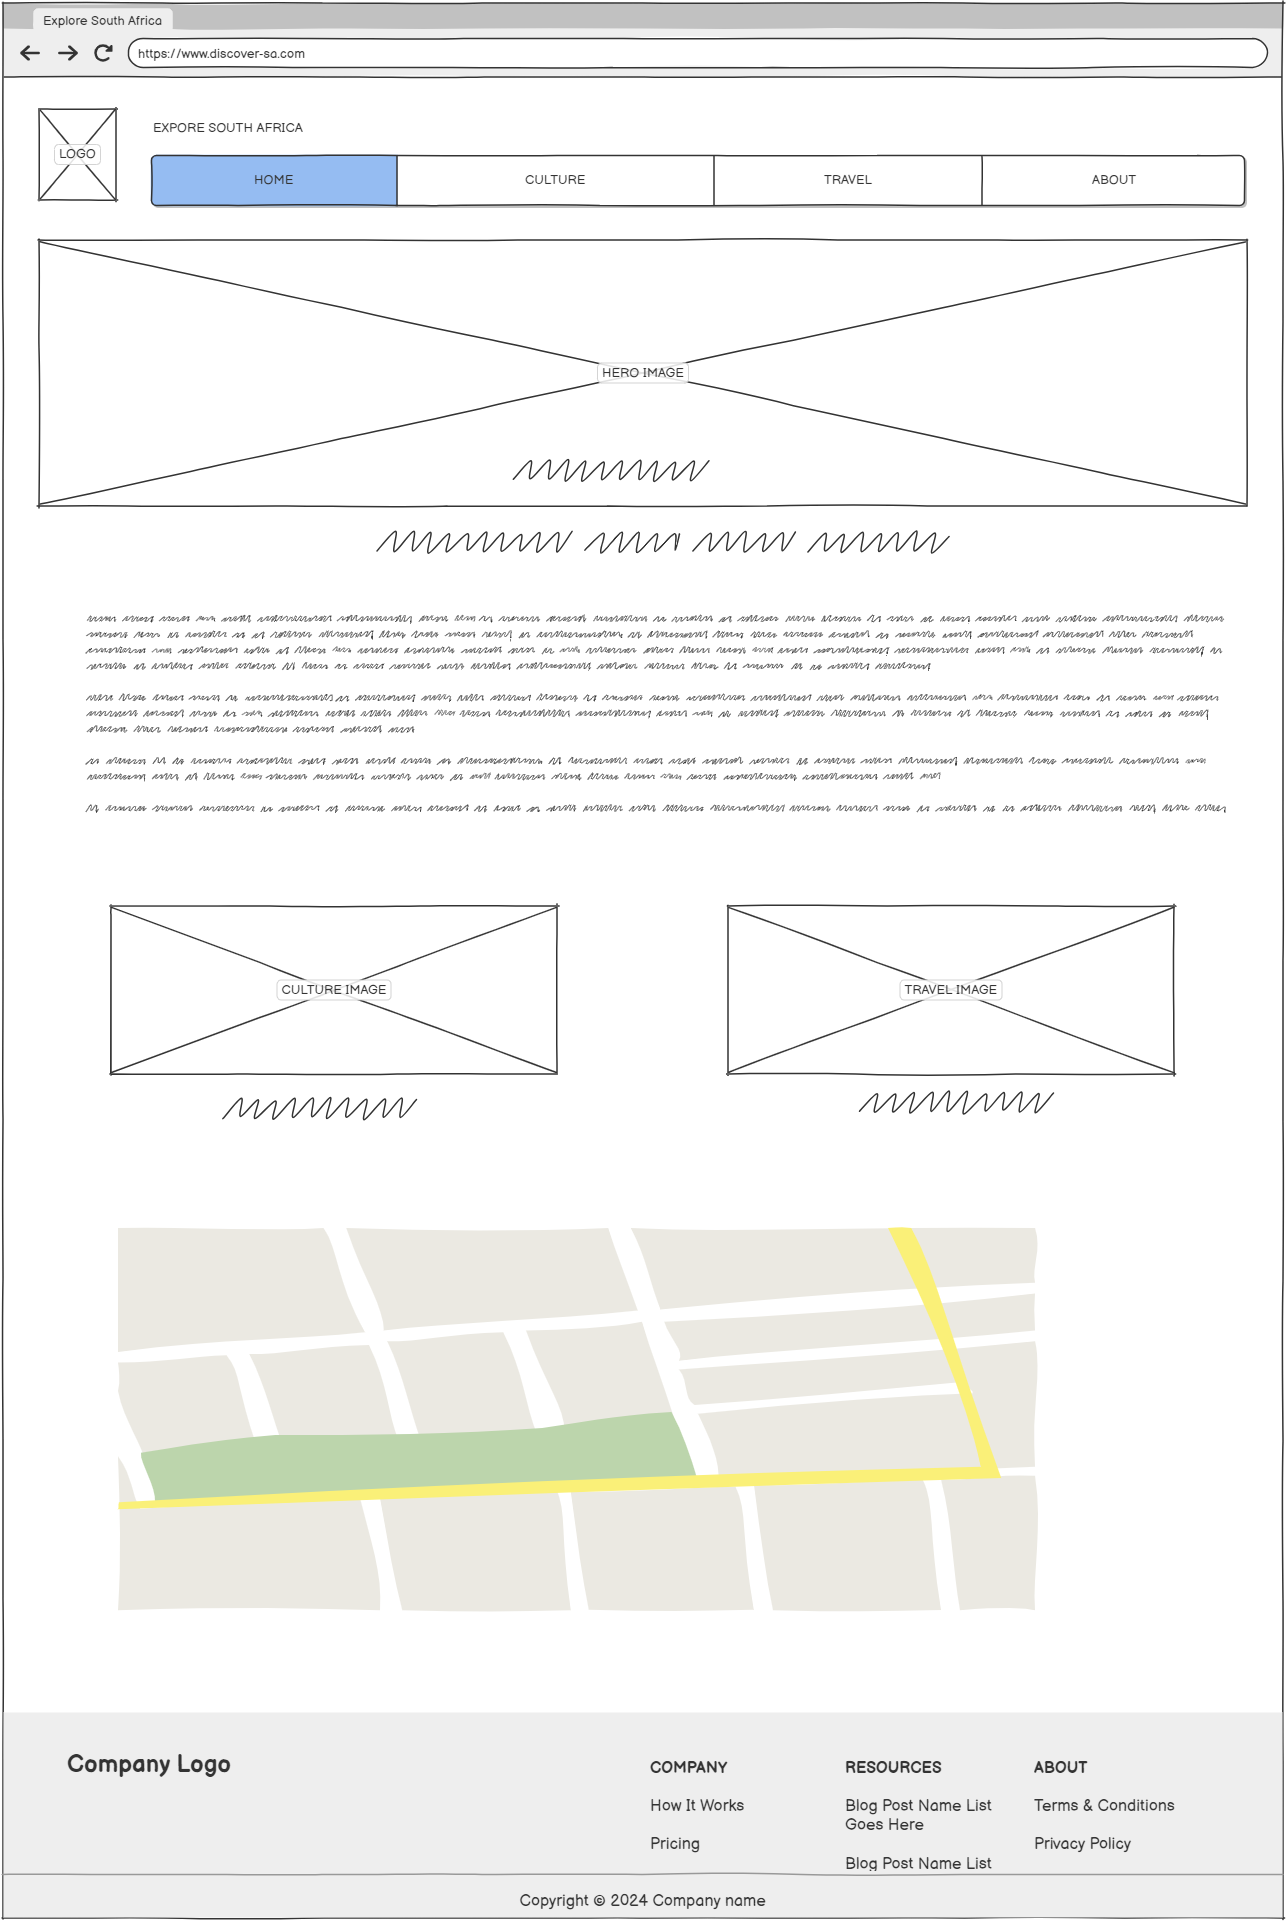 Explore South Africa
https://www.discover-sa.com
LOGO
EXPORE SOUTH AFRICA
HOME
CULTURE
TRAVEL
ABOUT
HERO IMAGE
CULTURE IMAGE
TRAVEL IMAGE
Company Logo
COMPANY
How It Works
Pricing
RESOURCES
Blog Post Name List
Goes Here
Blog Post Name List
ABOUT
Terms & Conditions
Privacy Policy
Copyright © 2024 Company name